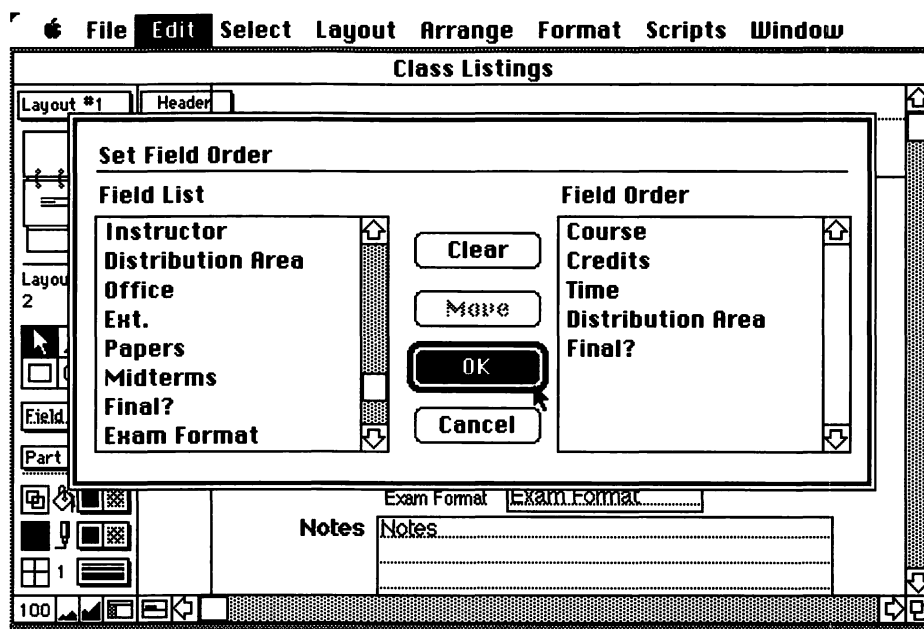 File Edit Select Layout Arrange Format Scripts Window
Class Listings
Layout #1 Header
Set Field Order
Field List Field Order
Instructor
Distribution Area
Office
Ext.
Papers
Midterms
Final?
Exam Format
Clear
Move
OK
Cancel
Course
Credits
Time
Distribution Area
Final?
Layou
2
Field
Part
Exam Format Exam Format
Notes Notes
1
100